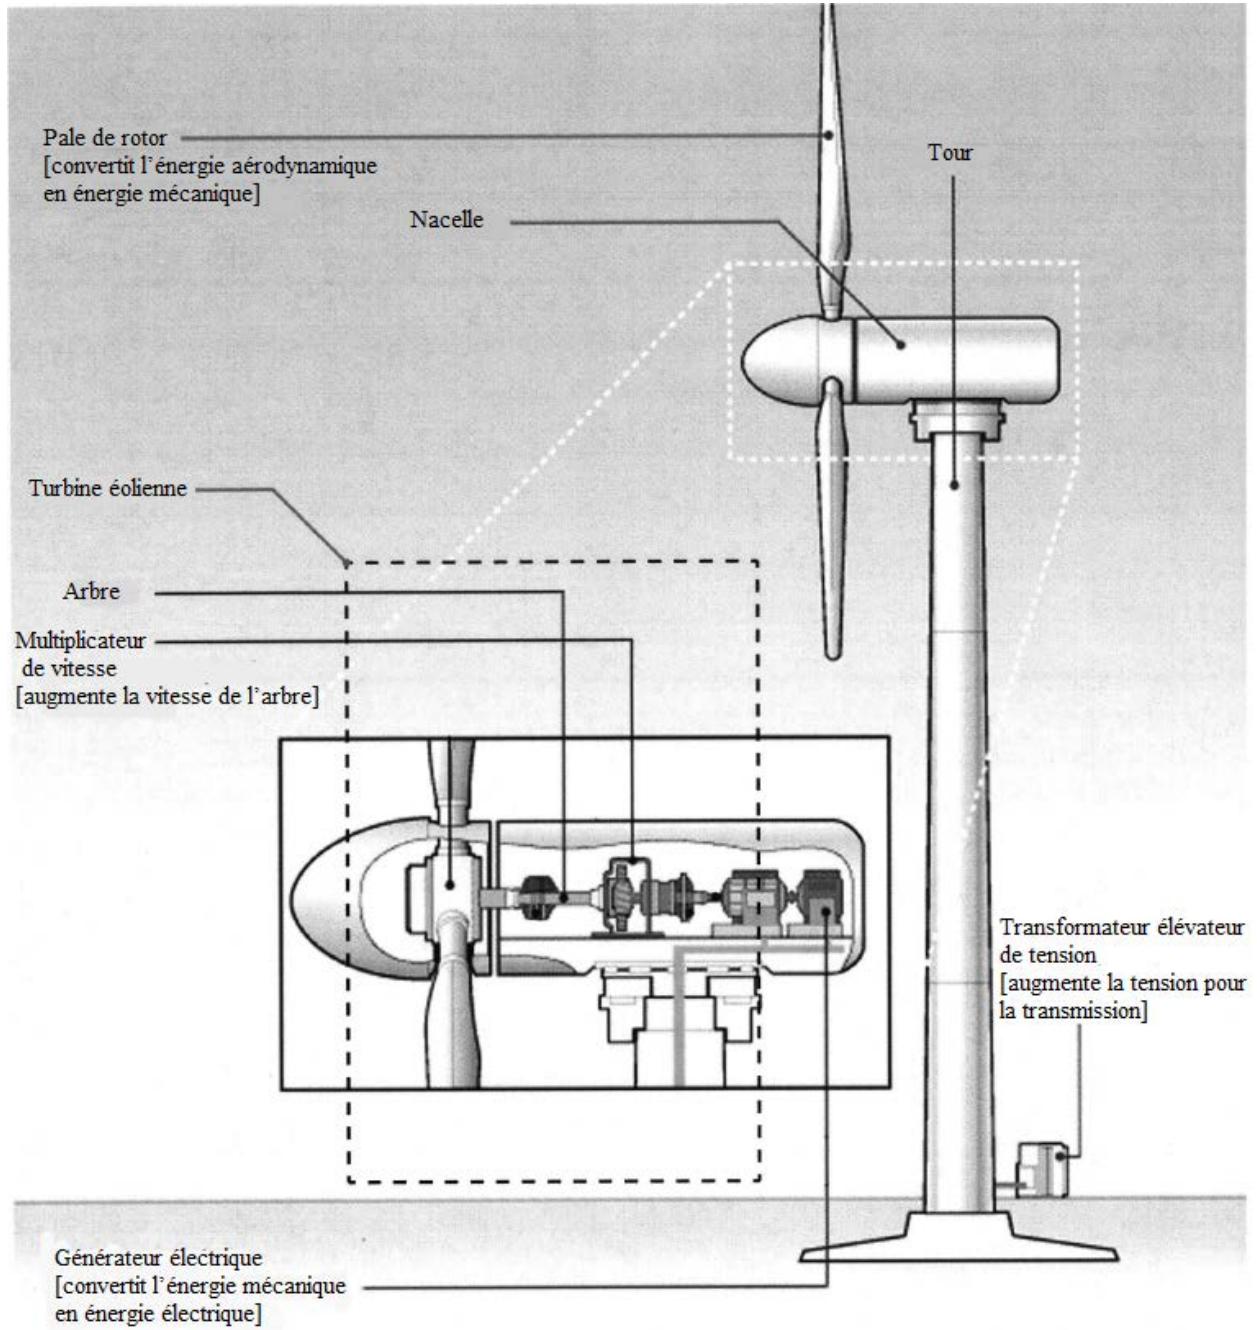 Pale de rotor
[convertit l’énergie aérodynamique
en énergie mécanique]
Tour
Nacelle
Turbine éolienne
Arbre
Multiplicateur
de vitesse
[augmente la vitesse de l’arbre]
Transformateur élévateur
de tension
[augmente la tension pour
la transmission]
Générateur électrique
[convertit l’énergie mécanique
en énergie électrique]